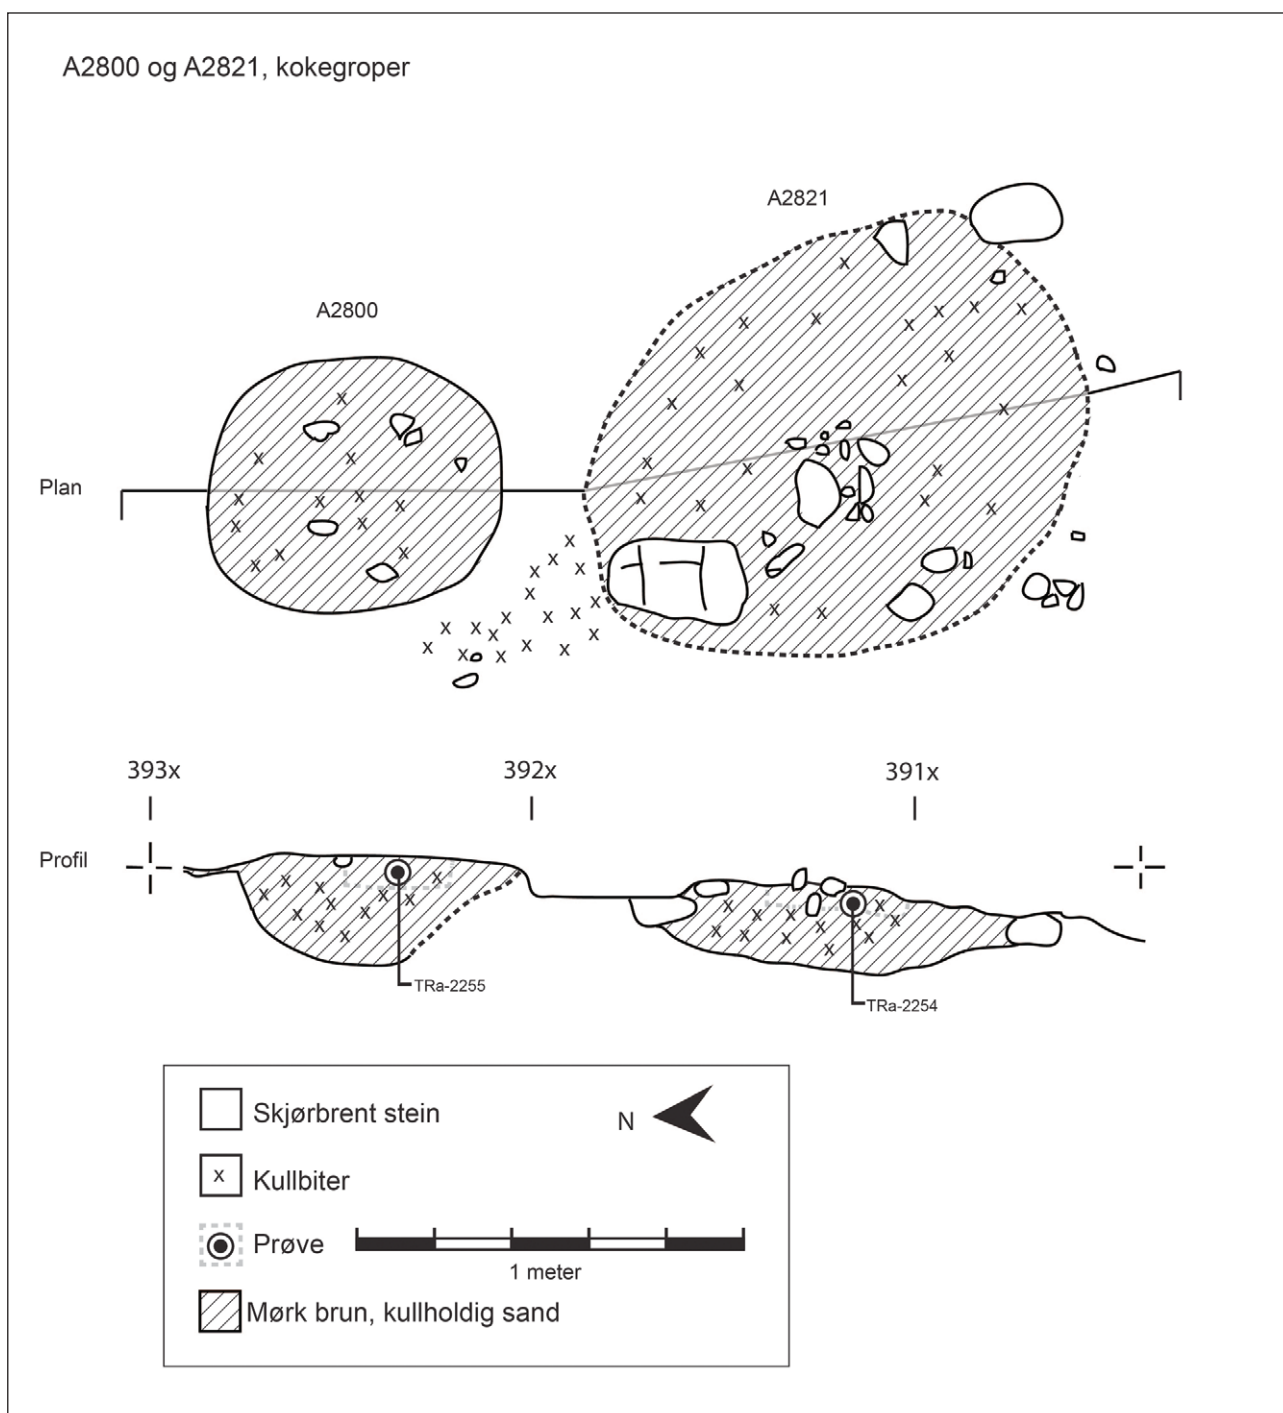 A2800 og A2821, kokegroper
A2821
A2800
Plan
393x 392x 391x
Profil
TRa-2255
TRa-2254
Skjørbrent stein
N
x Kullbiter
Prøve
1 meter
Mørk brun, kullholdig sand